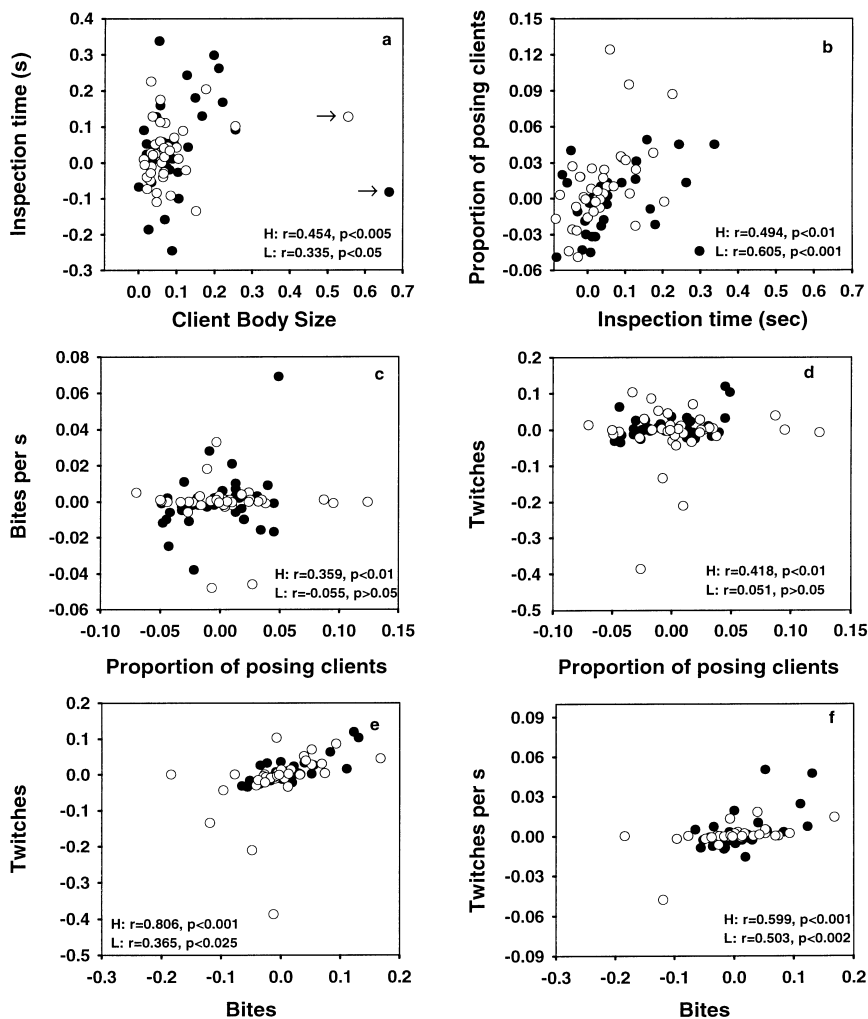 a
Inspection time (s)
0.4
0.3
0.2
0.1
0.0
-0.1
-0.2
-0.3
H: r=0.454, p<0.005
L: r=0.335, p<0.05
0.0 0.1 0.2 0.3 0.4 0.5 0.6 0.7
Client Body Size
b
Proportion of posing clients
0.15
0.12
0.09
0.06
0.03
0.00
-0.03
-0.06
H: r=0.494, p<0.01
L: r=0.605, p<0.001
0.0 0.1 0.2 0.3 0.4 0.5 0.6
Inspection time (sec)
c
Bites per s
0.08
0.06
0.04
0.02
0.00
-0.02
-0.04
-0.06
H: r=0.359, p<0.01
L: r=-0.055, p>0.05
-0.10 -0.05 0.00 0.05 0.10 0.15
Proportion of posing clients
d
Twitches
0.2
0.1
0.0
-0.1
-0.2
-0.3
-0.4
-0.5
H: r=0.418, p<0.01
L: r=0.051, p>0.05
-0.10 -0.05 0.00 0.05 0.10 0.15
Proportion of posing clients
e
Twitches
0.2
0.1
0.0
-0.1
-0.2
-0.3
-0.4
-0.5
H: r=0.806, p<0.001
L: r=0.365, p<0.025
-0.3 -0.2 -0.1 0.0 0.1 0.2
Bites
f
Twitches per s
0.09
0.06
0.03
0.00
-0.03
-0.06
-0.09
H: r=0.599, p<0.001
L: r=0.503, p<0.002
-0.3 -0.2 -0.1 0.0 0.1 0.2
Bites